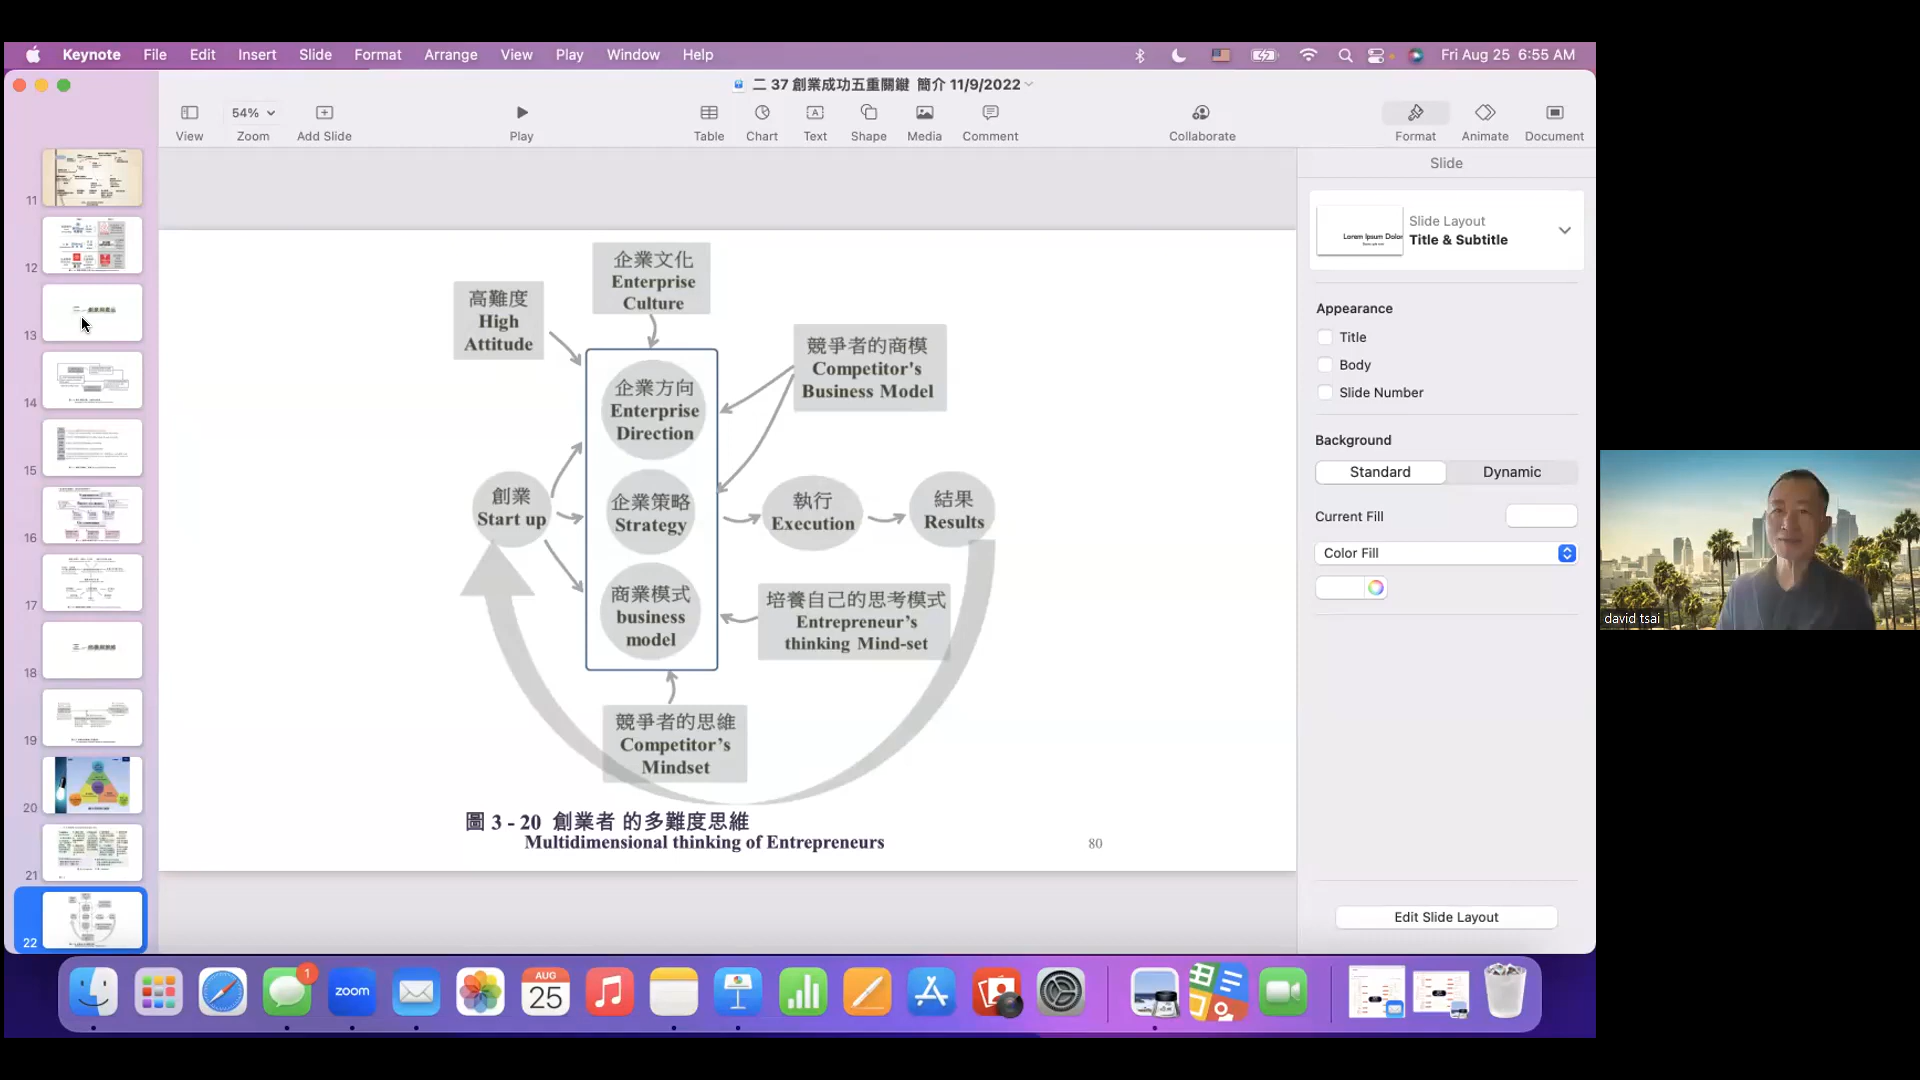 Keynote File Edit Insert Slide Format Arrange View Play Window Help
Fri Aug 25 6:55 AM
二 37 創業成功五重關鍵 簡介 11/9/2022
54%
View
Zoom
Add Slide
Play
Table
Chart
Text
Shape
Media
Comment
Collaborate
Format
Animate
Document
11
12
13
14
15
16
17
18
19
20
21
22
企業文化
Enterprise
Culture
高難度
High
Attitude
競爭者的商模
Competitor's
Business Model
企業方向
Enterprise
Direction
創業
Start up
企業策略
Strategy
執行
Execution
結果
Results
商業模式
business
model
培養自己的思考模式
Entrepreneur's
thinking Mind-set
競爭者的思維
Competitor's
Mindset
圖 3 - 20 創業者 的多難度思維
Multidimensional thinking of Entrepreneurs
80
Slide
Lorem Ipsum Dolor
Slide Layout
Title & Subtitle
Appearance
Title
Body
Slide Number
Background
Standard
Dynamic
Current Fill
Color Fill
Edit Slide Layout
david tsai
1
zoom
AUG
25